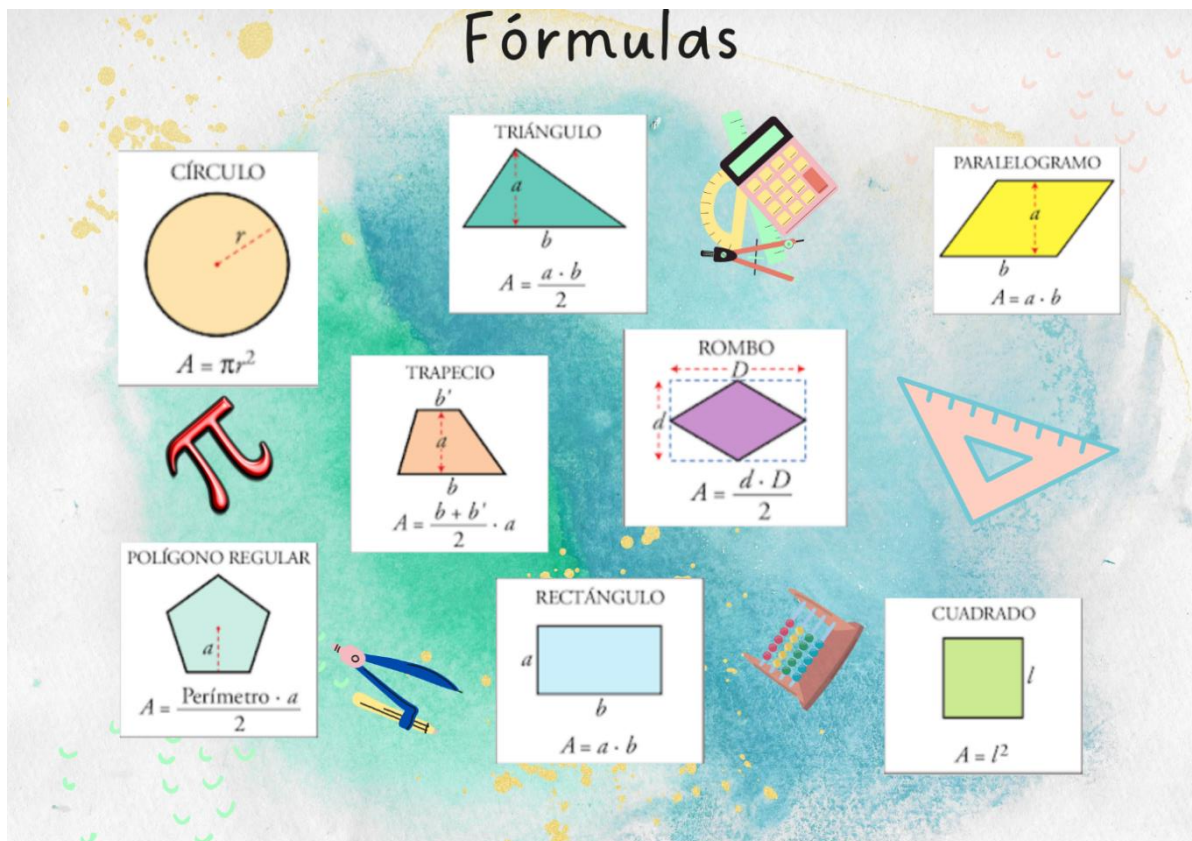 Fórmulas
CÍRCULO
r
A = πr²
TRIÁNGULO
a
b
A = a · b / 2
PARALELOGRAMO
a
b
A = a · b
TRAPECIO
b'
a
b
A = b + b' / 2 · a
ROMBO
D
d
A = d · D / 2
π
POLÍGONO REGULAR
a
A = Perímetro · a / 2
RECTÁNGULO
a
b
A = a · b
CUADRADO
l
A = l²